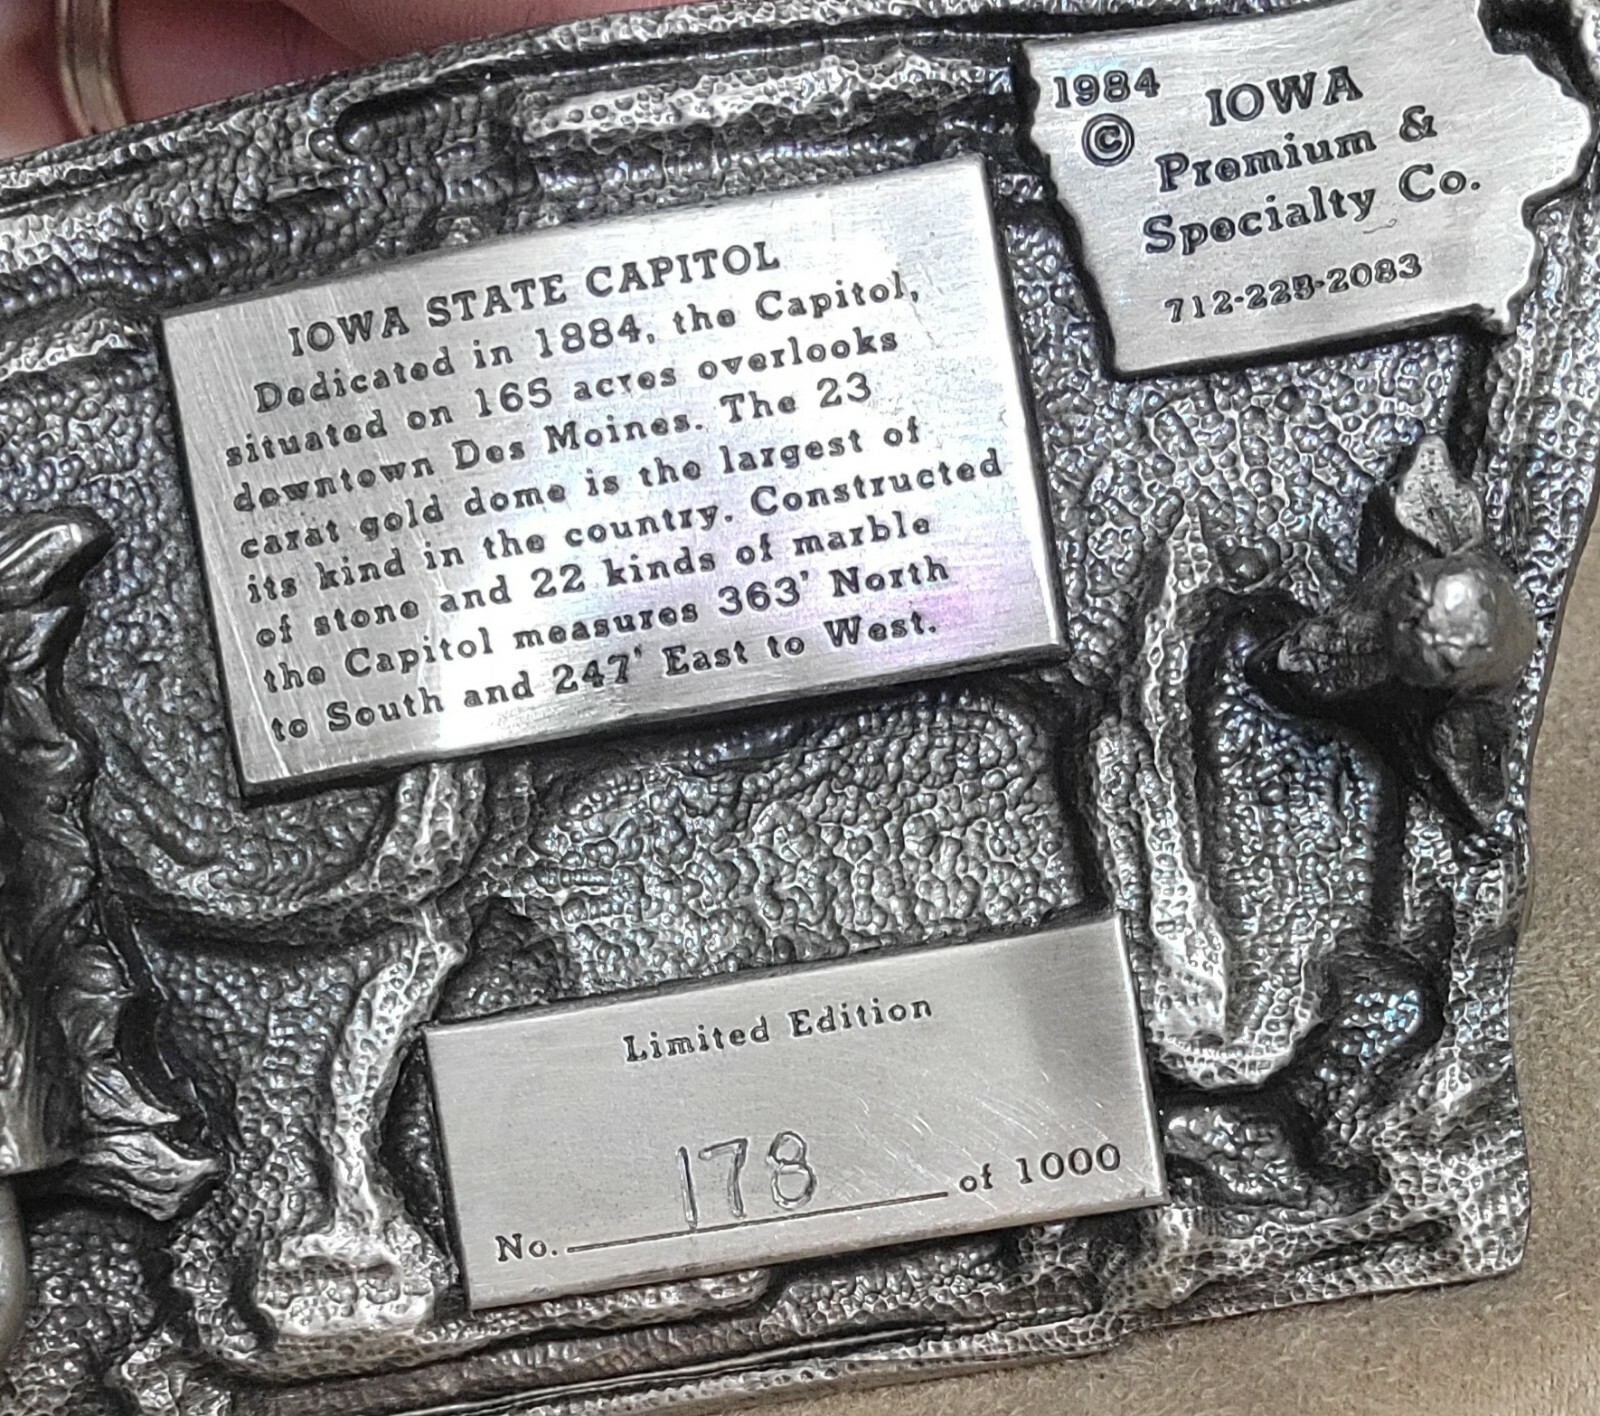 1984
©
IOWA
Premium &
Specialty Co.
712-225-2083
IOWA STATE CAPITOL
Dedicated in 1884, the Capitol,
situated on 165 acres overlooks
downtown Des Moines. The 23
carat gold dome is the largest of
its kind in the country. Constructed
of stone and 22 kinds of marble
the Capitol measures 363' North
to South and 247' East to West.
Limited Edition
No. 178 of 1000